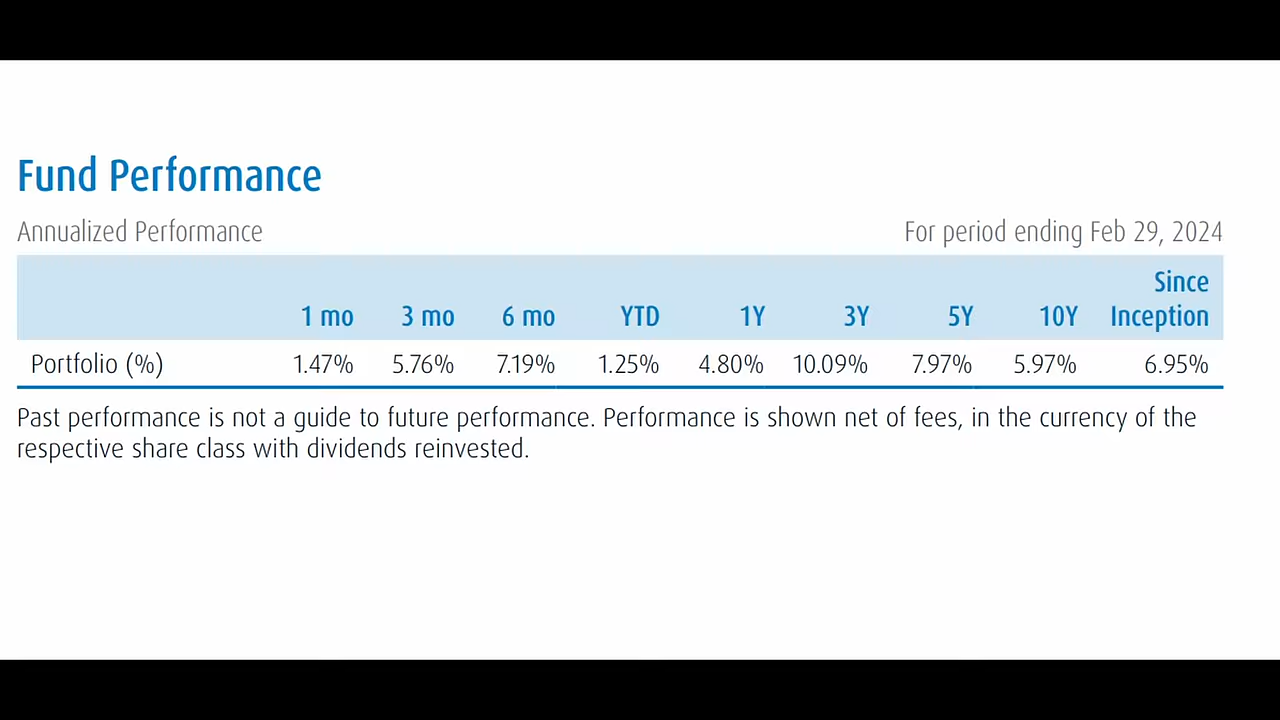 Fund Performance
Annualized Performance For period ending Feb 29, 2024
Since
1 mo 3 mo 6 mo YTD 1Y 3Y 5Y 10Y Inception
Portfolio (%) 1.47% 5.76% 7.19% 1.25% 4.80% 10.09% 7.97% 5.97% 6.95%
Past performance is not a guide to future performance. Performance is shown net of fees, in the currency of the
respective share class with dividends reinvested.